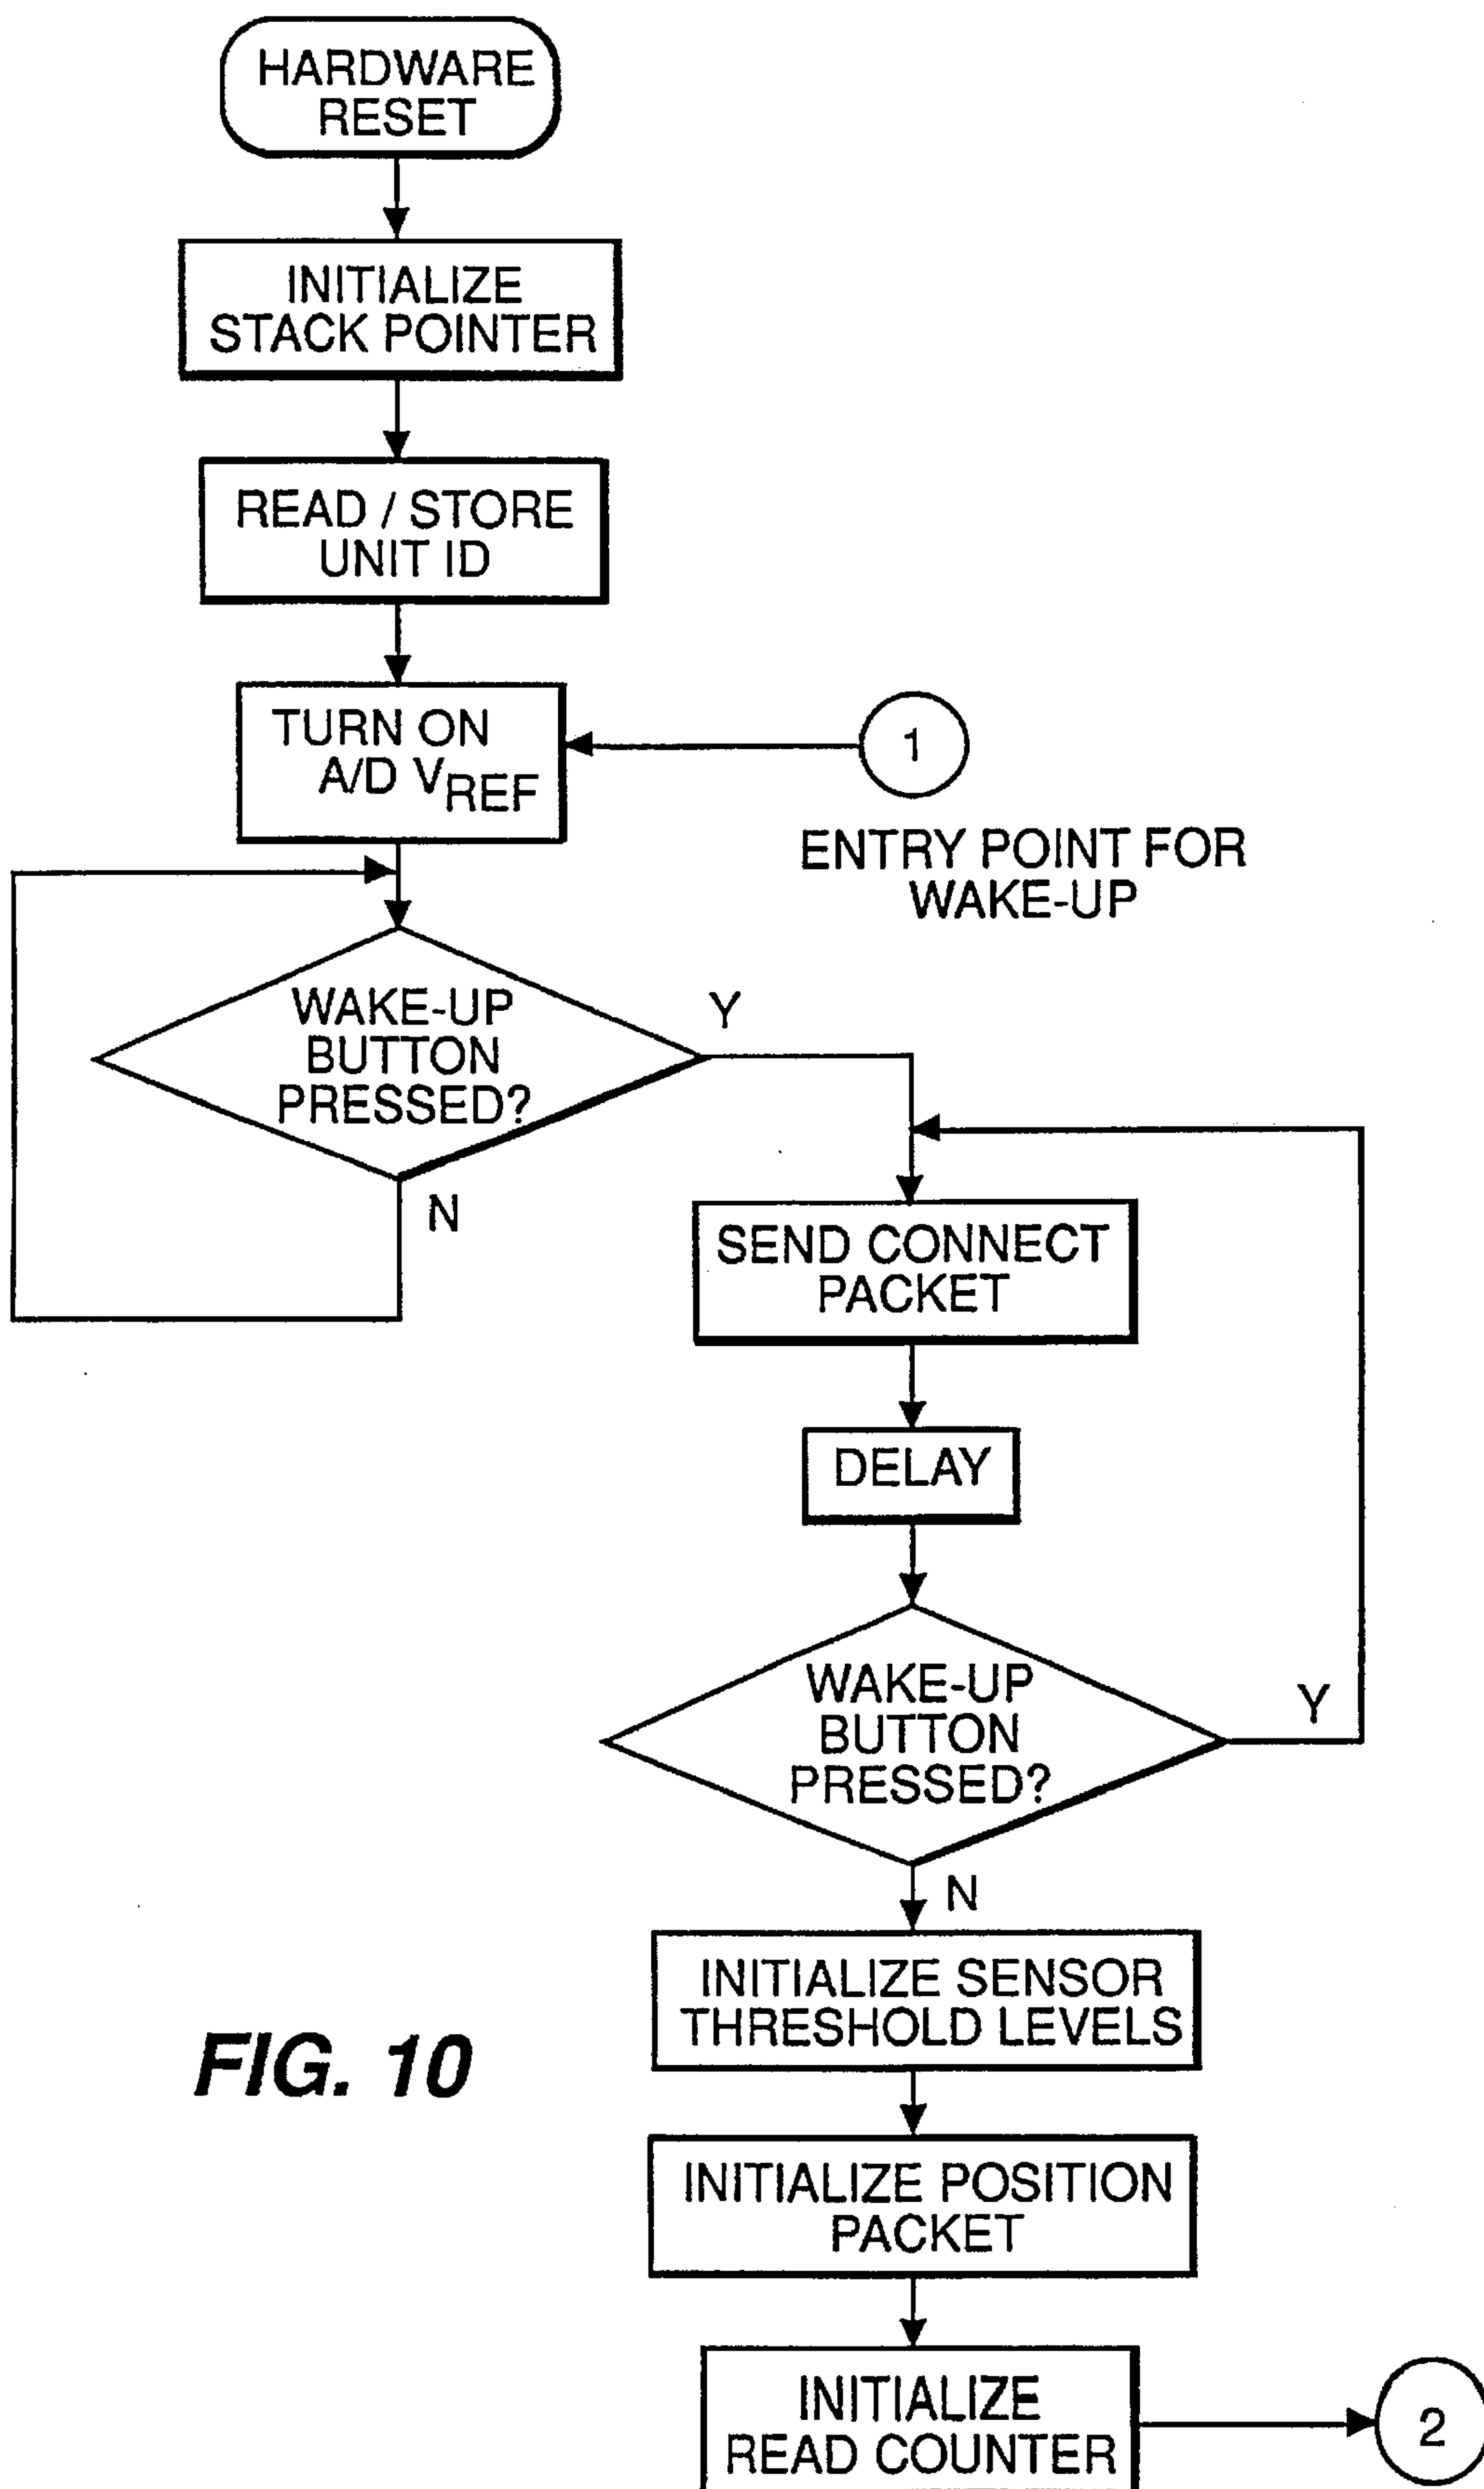 HARDWARE
RESET
INITIALIZE
STACK POINTER
READ / STORE
UNIT ID
TURN ON
A/D VREF
1
ENTRY POINT FOR
WAKE-UP
WAKE-UP
BUTTON
PRESSED?
Y
N
SEND CONNECT
PACKET
DELAY
WAKE-UP
BUTTON
PRESSED?
Y
N
INITIALIZE SENSOR
THRESHOLD LEVELS
FIG. 10
INITIALIZE POSITION
PACKET
INITIALIZE
READ COUNTER
2